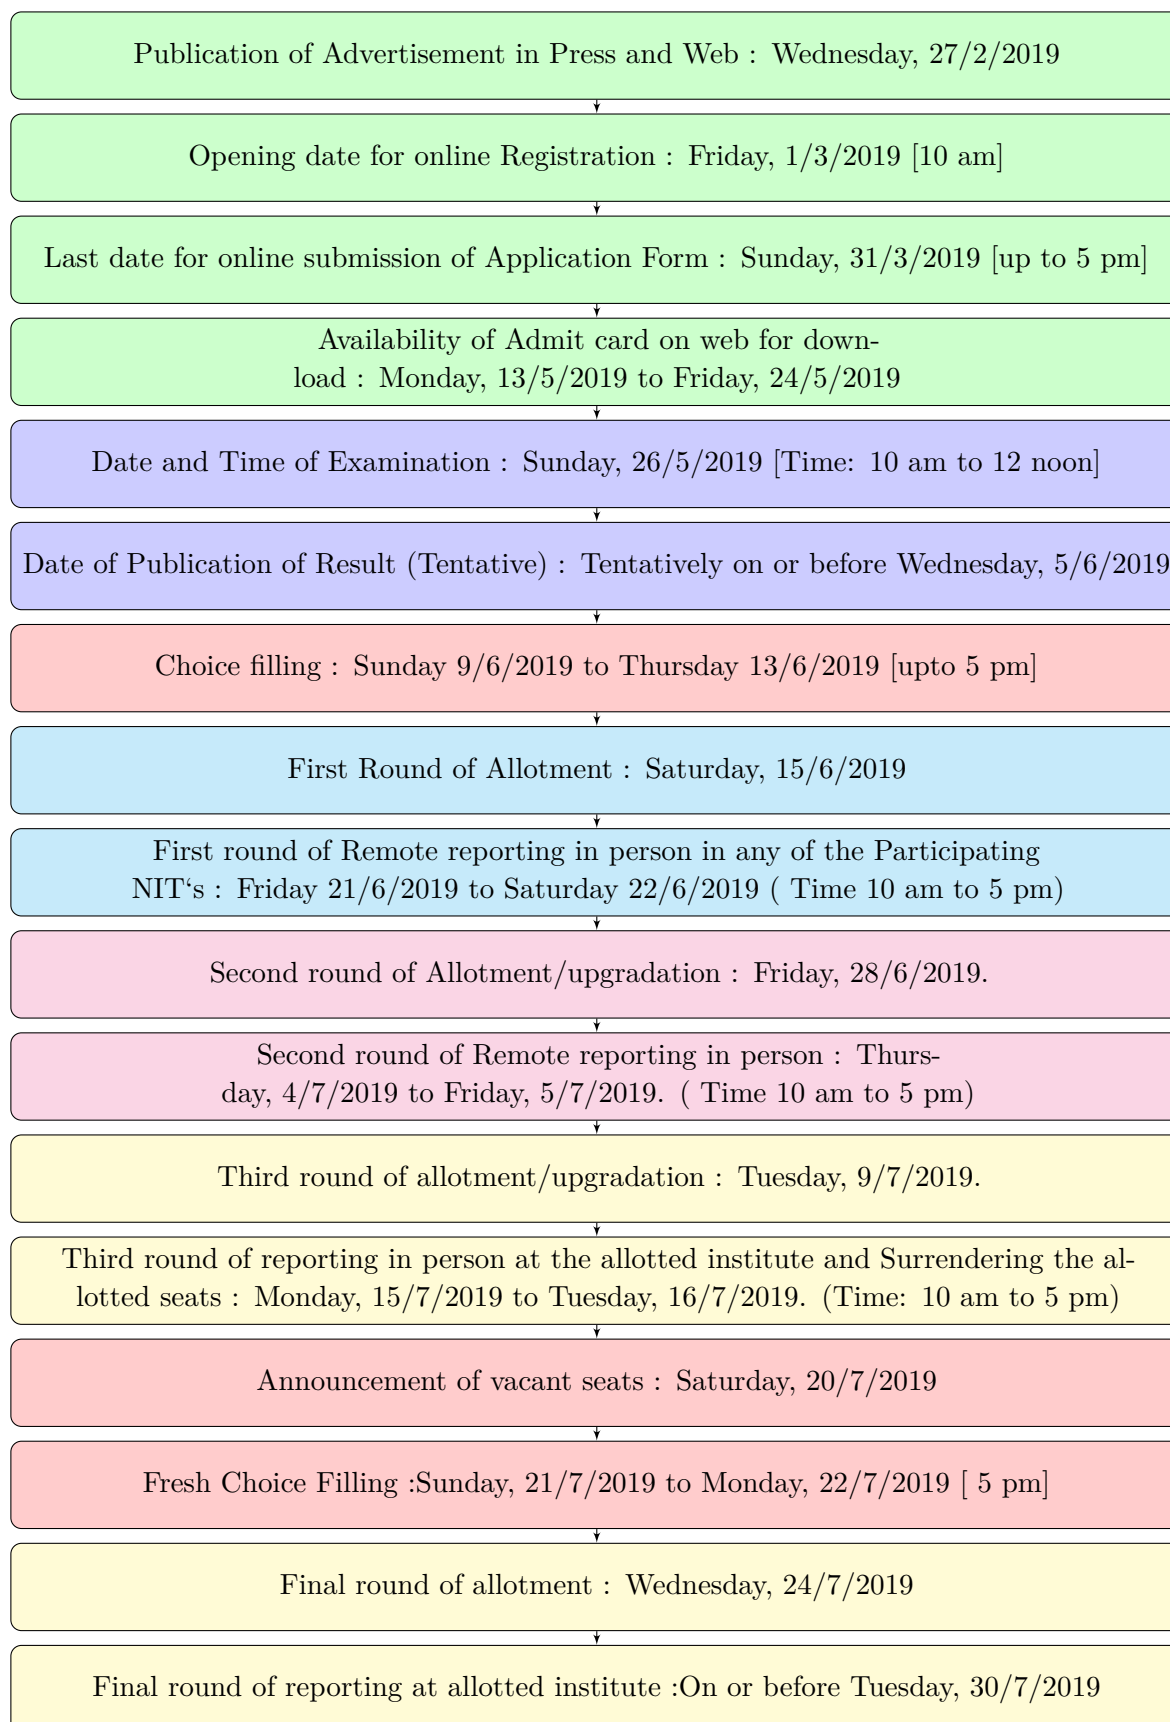 Publication of Advertisement in Press and Web : Wednesday, 27/2/2019
Opening date for online Registration : Friday, 1/3/2019 [10 am]
Last date for online submission of Application Form : Sunday, 31/3/2019 [up to 5 pm]
Availability of Admit card on web for down-
load : Monday, 13/5/2019 to Friday, 24/5/2019
Date and Time of Examination : Sunday, 26/5/2019 [Time: 10 am to 12 noon]
Date of Publication of Result (Tentative) : Tentatively on or before Wednesday, 5/6/2019
Choice filling : Sunday 9/6/2019 to Thursday 13/6/2019 [upto 5 pm]
First Round of Allotment : Saturday, 15/6/2019
First round of Remote reporting in person in any of the Participating
NIT‘s : Friday 21/6/2019 to Saturday 22/6/2019 ( Time 10 am to 5 pm)
Second round of Allotment/upgradation : Friday, 28/6/2019.
Second round of Remote reporting in person : Thurs-
day, 4/7/2019 to Friday, 5/7/2019. ( Time 10 am to 5 pm)
Third round of allotment/upgradation : Tuesday, 9/7/2019.
Third round of reporting in person at the allotted institute and Surrendering the al-
lotted seats : Monday, 15/7/2019 to Tuesday, 16/7/2019. (Time: 10 am to 5 pm)
Announcement of vacant seats : Saturday, 20/7/2019
Fresh Choice Filling :Sunday, 21/7/2019 to Monday, 22/7/2019 [ 5 pm]
Final round of allotment : Wednesday, 24/7/2019
Final round of reporting at allotted institute :On or before Tuesday, 30/7/2019